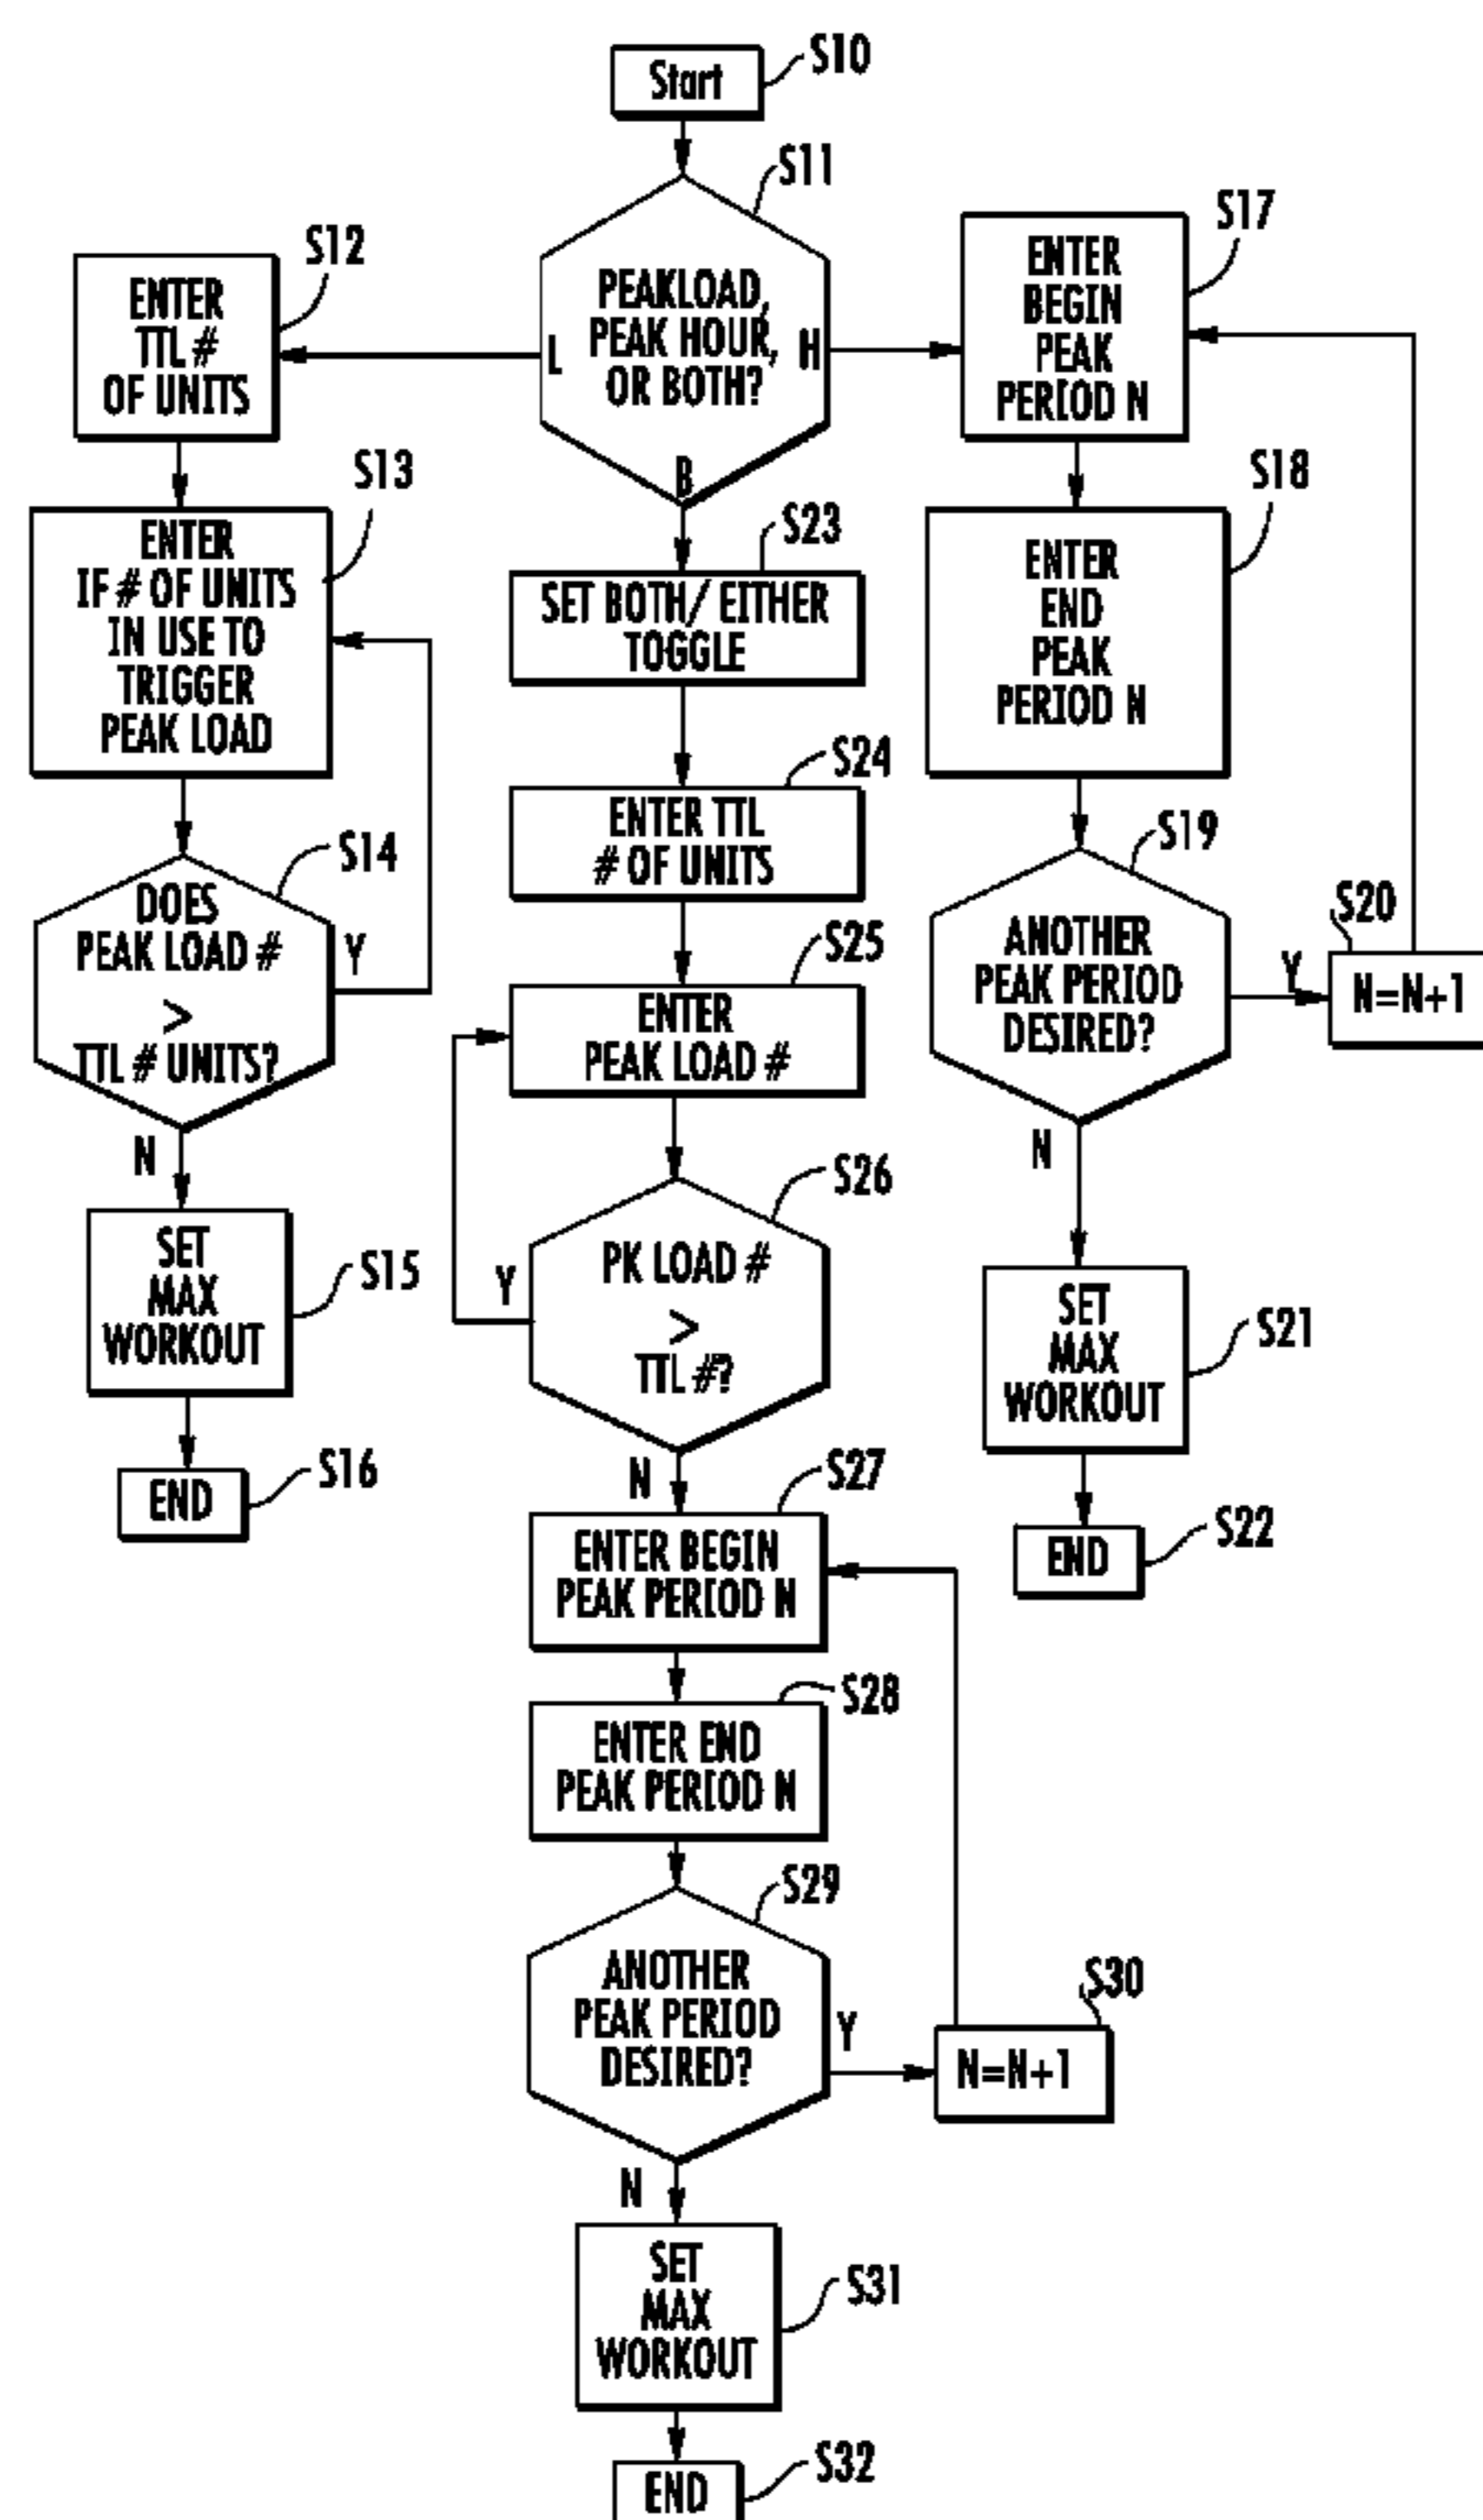 Start
S10
S11
PEAKLOAD,
PEAK HOUR,
OR BOTH?
L
H
B
S12
ENTER
TTL #
OF UNITS
S13
ENTER
IF # OF UNITS
IN USE TO
TRIGGER
PEAK LOAD
S14
DOES
PEAK LOAD #
>
TTL # UNITS?
Y
N
S15
SET
MAX
WORKOUT
S16
END
S17
ENTER
BEGIN
PEAK
PERIOD N
S18
ENTER
END
PEAK
PERIOD N
S19
ANOTHER
PEAK PERIOD
DESIRED?
Y
S20
N=N+1
N
S21
SET
MAX
WORKOUT
S22
END
S23
SET BOTH/ EITHER
TOGGLE
S24
ENTER TTL
# OF UNITS
S25
ENTER
PEAK LOAD #
S26
PK LOAD #
>
TTL #?
Y
N
S27
ENTER BEGIN
PEAK PERIOD N
S28
ENTER END
PEAK PERIOD N
S29
ANOTHER
PEAK PERIOD
DESIRED?
Y
S30
N=N+1
N
S31
SET
MAX
WORKOUT
S32
END